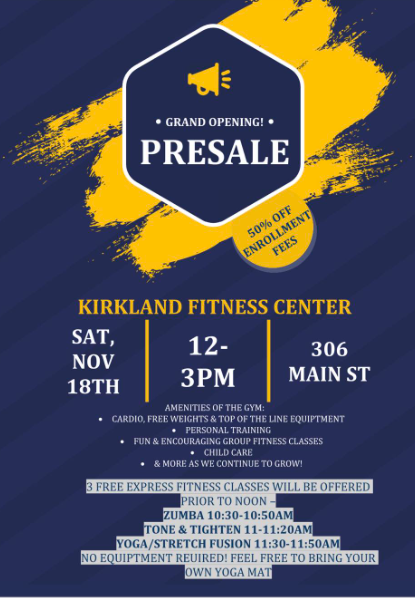 • GRAND OPENING! •
PRESALE
50% OFF
ENROLLMENT
FEES
KIRKLAND FITNESS CENTER
SAT,
NOV
18TH
12-
3PM
306
MAIN ST
AMENITIES OF THE GYM:
• CARDIO, FREE WEIGHTS & TOP OF THE LINE EQUIPTMENT
• PERSONAL TRAINING
• FUN & ENCOURAGING GROUP FITNESS CLASSES
• CHILD CARE
• & MORE AS WE CONTINUE TO GROW!
3 FREE EXPRESS FITNESS CLASSES WILL BE OFFERED
PRIOR TO NOON –
ZUMBA 10:30-10:50AM
TONE & TIGHTEN 11-11:20AM
YOGA/STRETCH FUSION 11:30-11:50AM
NO EQUIPTMENT REUIRED! FEEL FREE TO BRING YOUR
OWN YOGA MAT